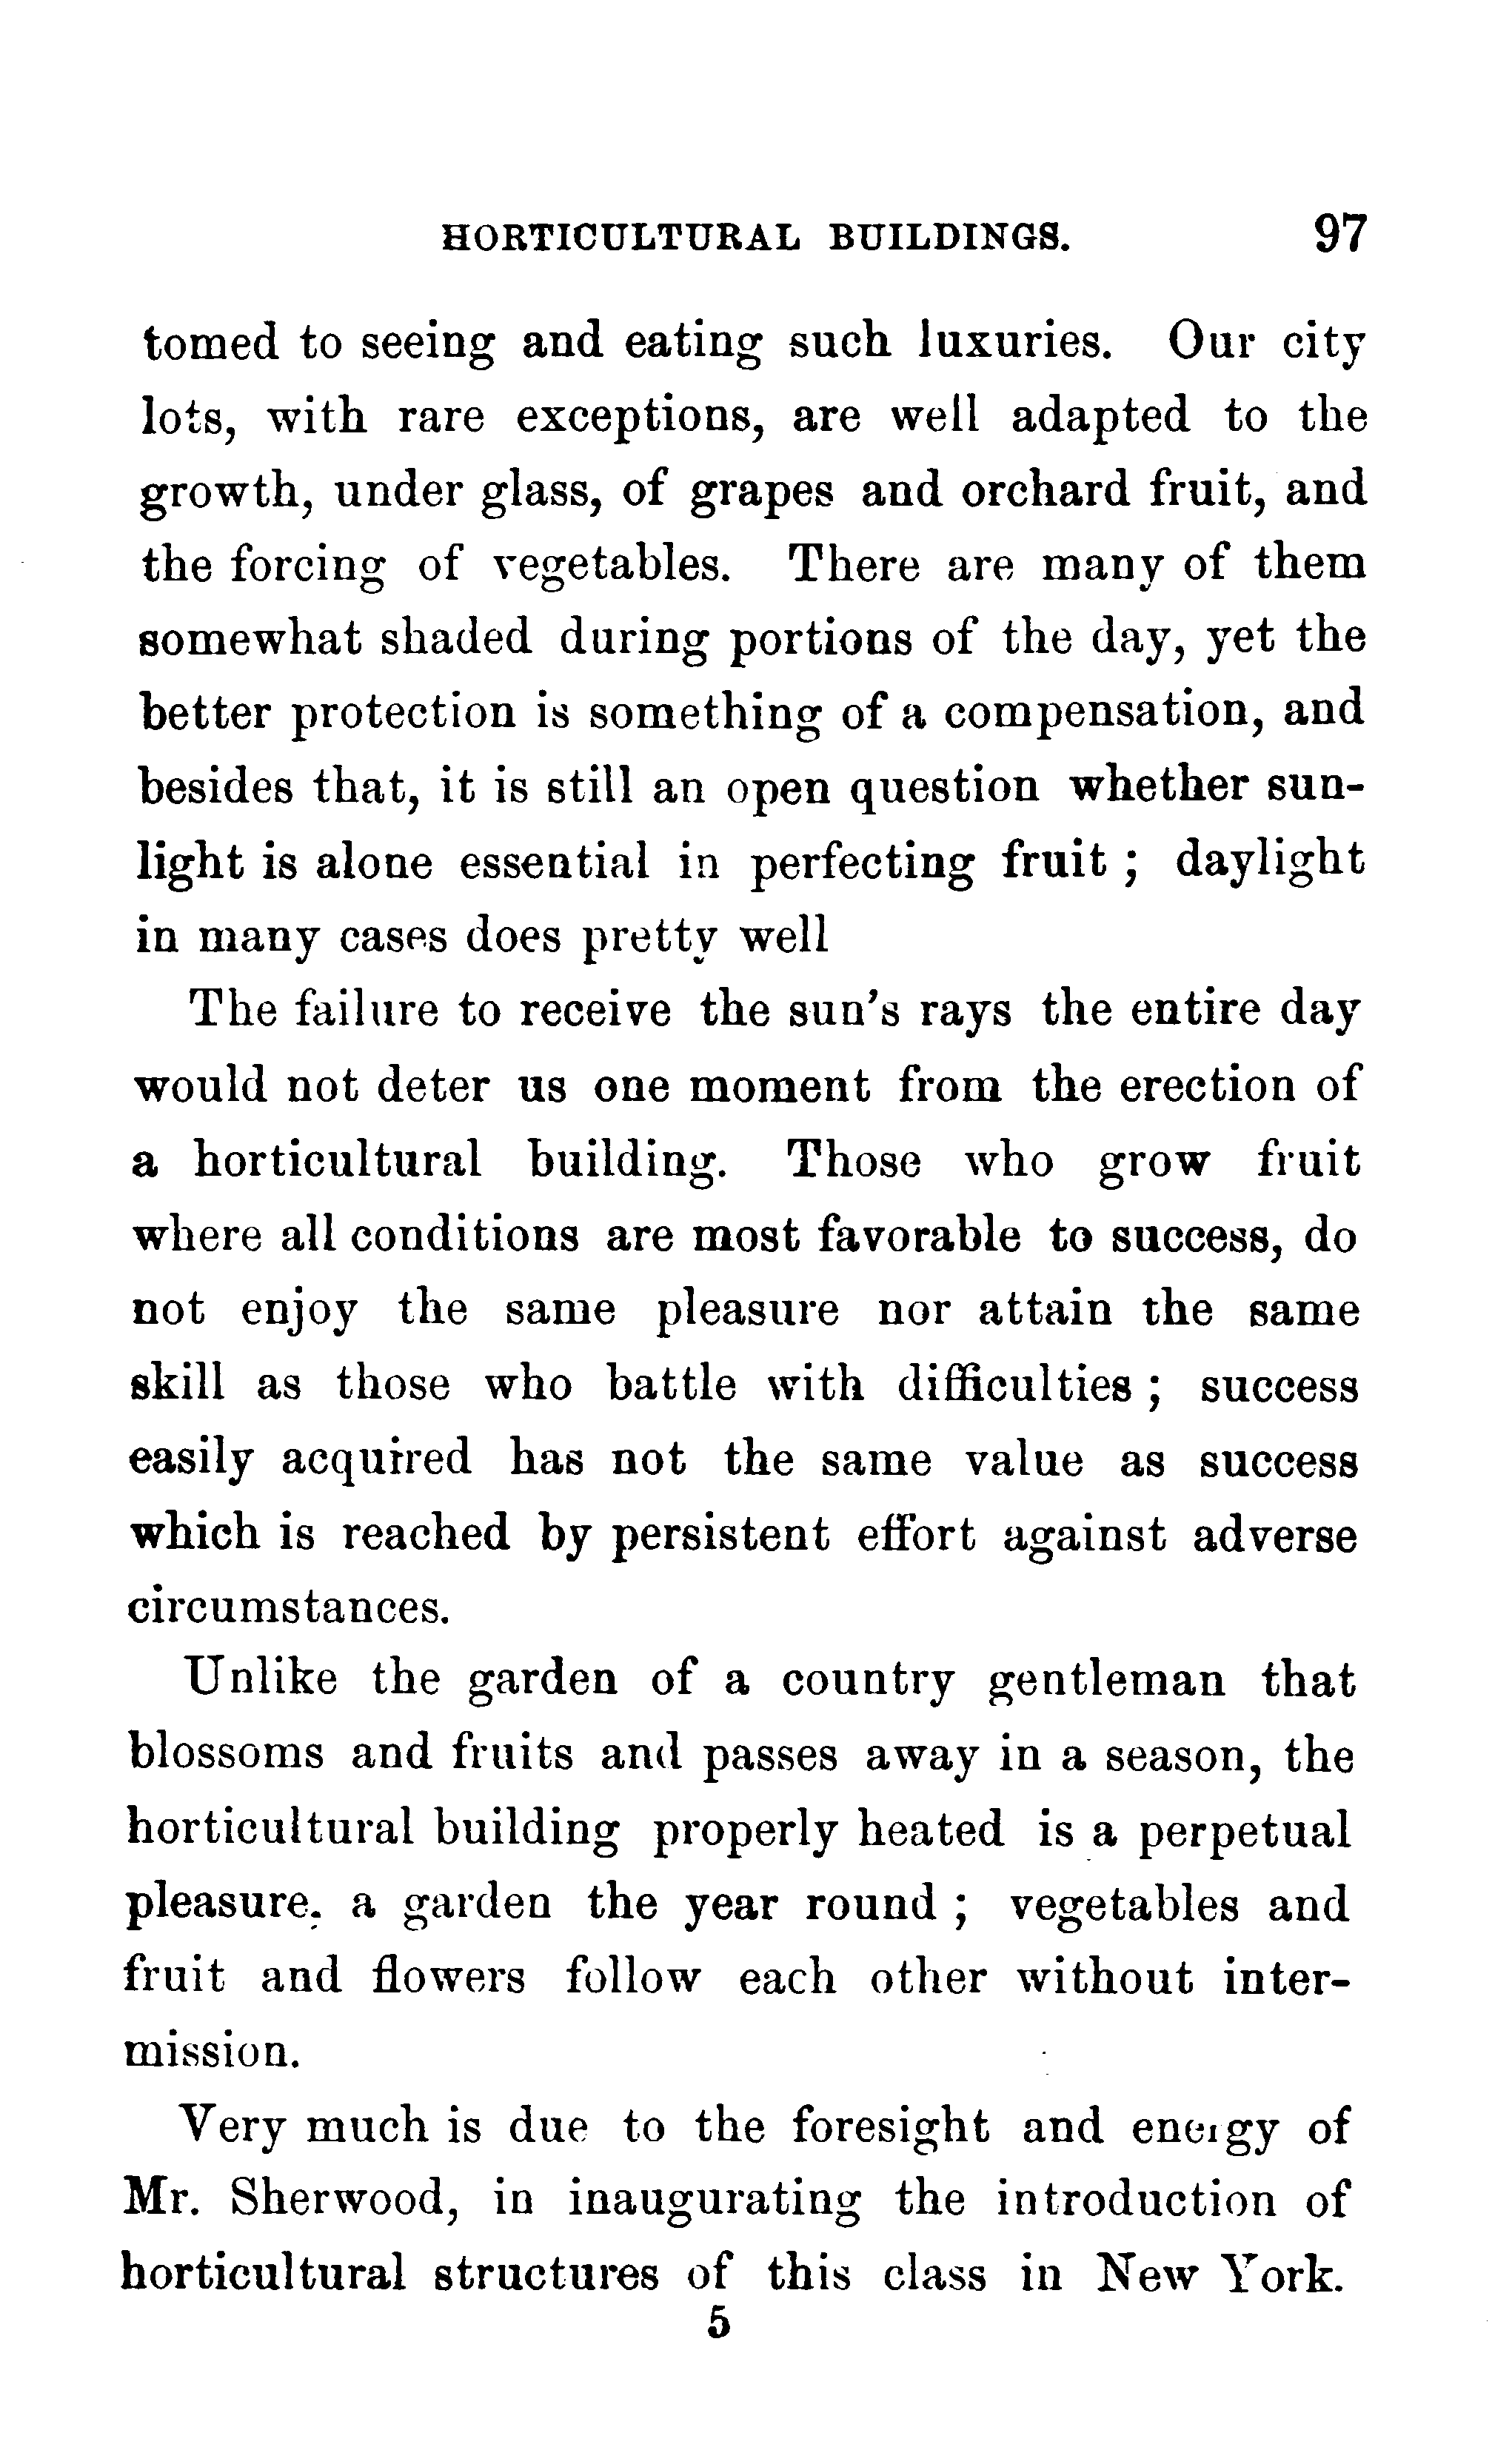 HORTICULTURAL BUILDINGS. 97
tomed to seeing and eating such luxuries. Our city
lots, with rare exceptions, are well adapted to the
growth, under glass, of grapes and orchard fruit, and
the forcing of vegetables. There are many of them
somewhat shaded during portions of the day, yet the
better protection is something of a compensation, and
besides that, it is still an open question whether sun-
light is alone essential in perfecting fruit ; daylight
in many cases does pretty well
The failure to receive the sun's rays the entire day
would not deter us one moment from the erection of
a horticultural building. Those who grow fruit
where all conditions are most favorable to success, do
not enjoy the same pleasure nor attain the same
skill as those who battle with difficulties ; success
easily acquired has not the same value as success
which is reached by persistent effort against adverse
circumstances.
Unlike the garden of a country gentleman that
blossoms and fruits and passes away in a season, the
horticultural building properly heated is a perpetual
pleasure. a garden the year round ; vegetables and
fruit and flowers follow each other without inter-
mission.
Very much is due to the foresight and energy of
Mr. Sherwood, in inaugurating the introduction of
horticultural structures of this class in New York.
5